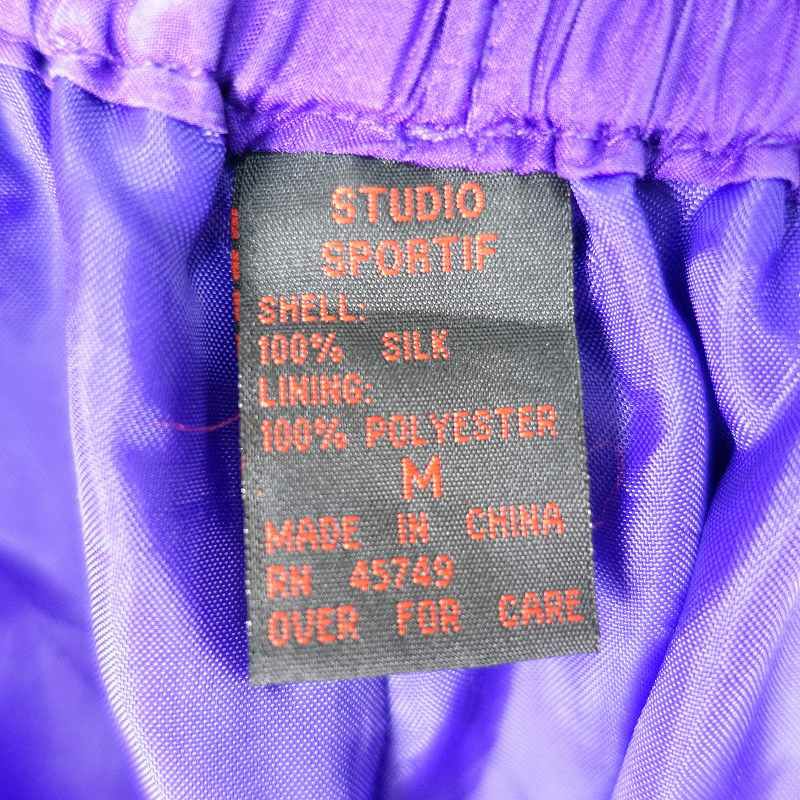 STUDIO
SPORTIF
SHELL:
100% SILK
LINING:
100% POLYESTER
M
MADE IN CHINA
RN 45749
OVER FOR CARE